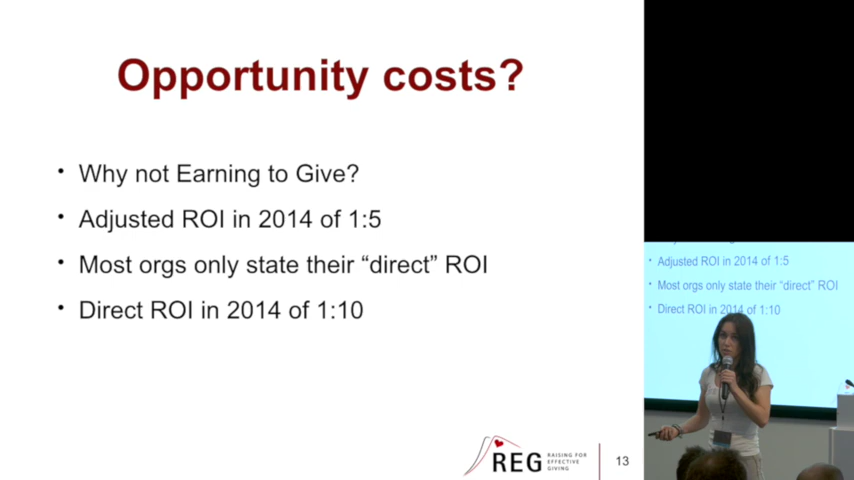 Opportunity costs?
• Why not Earning to Give?
• Adjusted ROI in 2014 of 1:5
• Most orgs only state their “direct” ROI
• Direct ROI in 2014 of 1:10
REG
RAISING FOR
EFFECTIVE
GIVING
13
• Adjusted ROI in 2014 of 1:5
• Most orgs only state their “direct” ROI
• Direct ROI in 2014 of 1:10